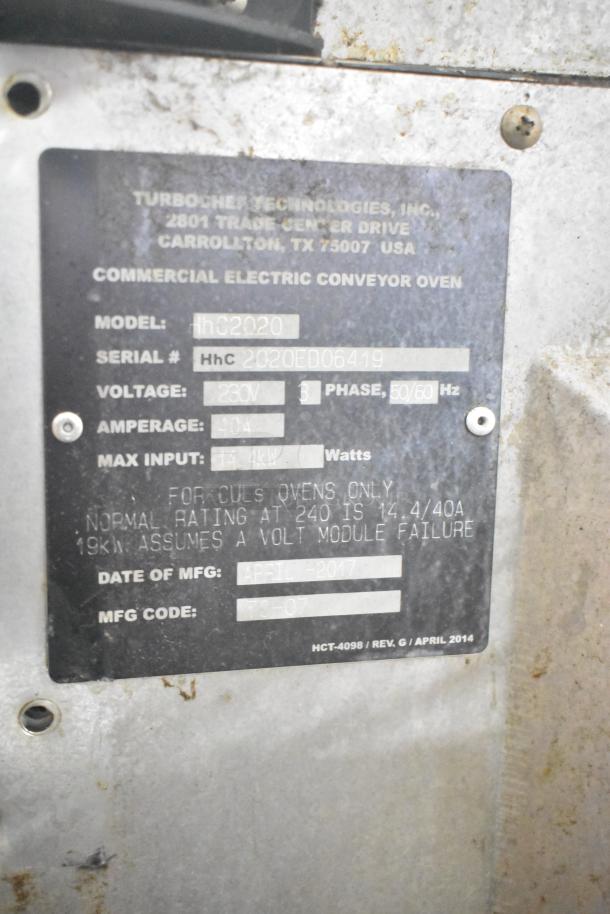 TURBOCHEF TECHNOLOGIES, INC.,
2801 TRADE CENTER DRIVE
CARROLLTON, TX 75007 USA
COMMERCIAL ELECTRIC CONVEYOR OVEN
MODEL: HhC2020
SERIAL # HhC 2020ED06419
VOLTAGE: 230V 3 PHASE, 50/60 Hz
AMPERAGE: 40A
MAX INPUT: Watts
FOR CULs OVENS ONLY
NORMAL RATING AT 240 IS 14.4/40A
19kW ASSUMES A VOLT MODULE FAILURE
DATE OF MFG: APRIL -2017
MFG CODE:
HCT-4098 / REV. G / APRIL 2014